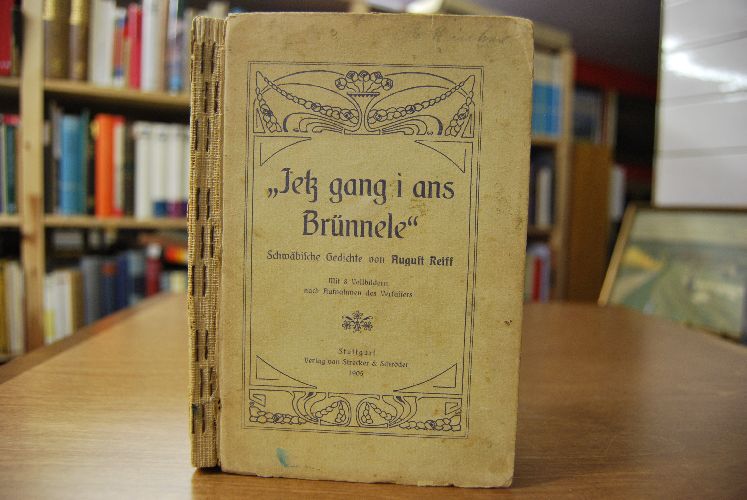 „Jetz gang i ans
Brünnele“
Schwäbische Gedichte von August Reiff
Mit 8 Vollbildern
nach Aufnahmen des Verfassers
Stuttgart
Verlag von Strecker & Schröder
1906